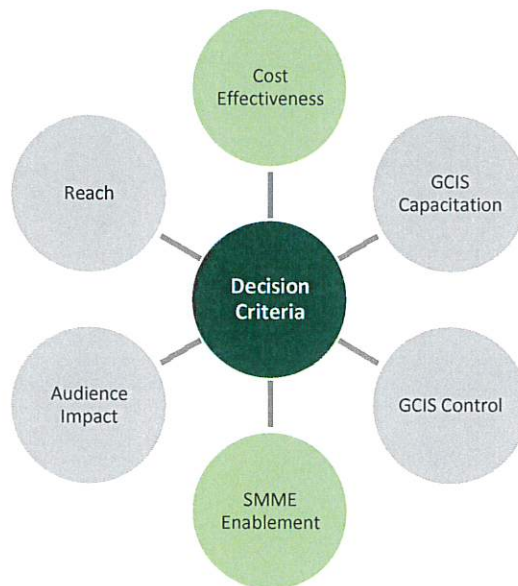 Cost
Effectiveness
Reach
GCIS
Capacitation
Decision
Criteria
Audience
Impact
GCIS Control
SMME
Enablement